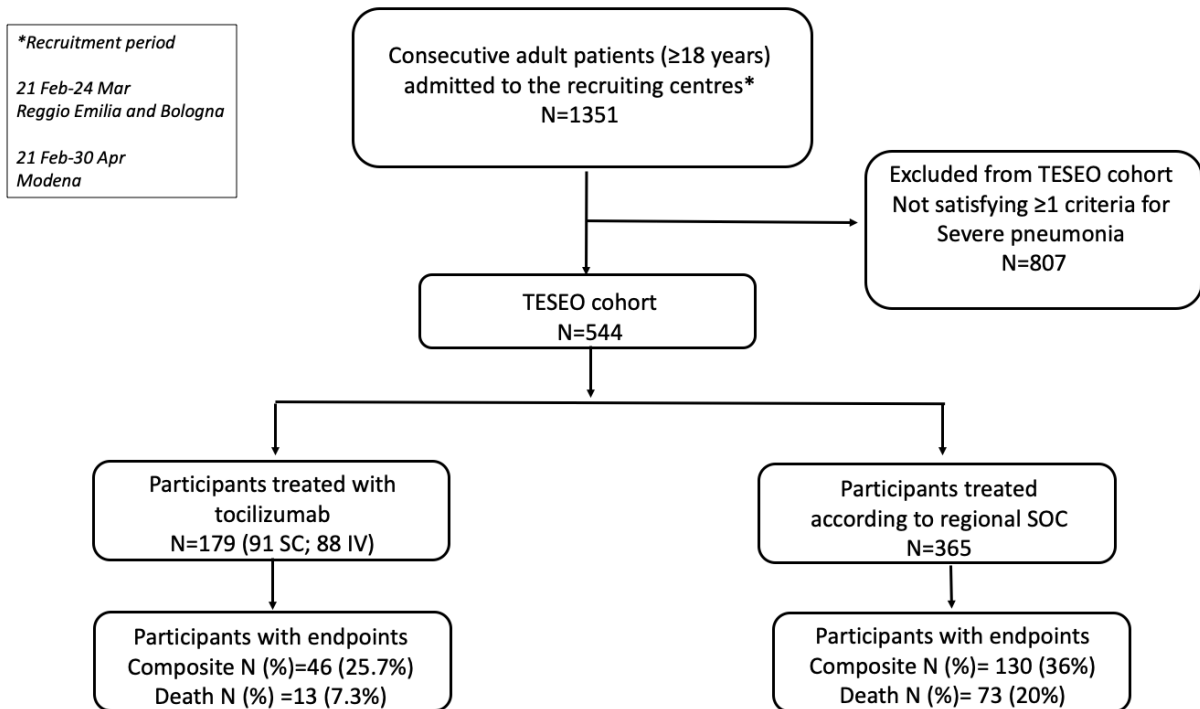 *Recruitment period
21 Feb-24 Mar
Reggio Emilia and Bologna
21 Feb-30 Apr
Modena
Consecutive adult patients (≥18 years)
admitted to the recruiting centres*
N=1351
Excluded from TESEO cohort
Not satisfying ≥1 criteria for
Severe pneumonia
N=807
TESEO cohort
N=544
Participants treated with
tocilizumab
N=179 (91 SC; 88 IV)
Participants treated
according to regional SOC
N=365
Participants with endpoints
Composite N (%)=46 (25.7%)
Death N (%) =13 (7.3%)
Participants with endpoints
Composite N (%)= 130 (36%)
Death N (%)= 73 (20%)